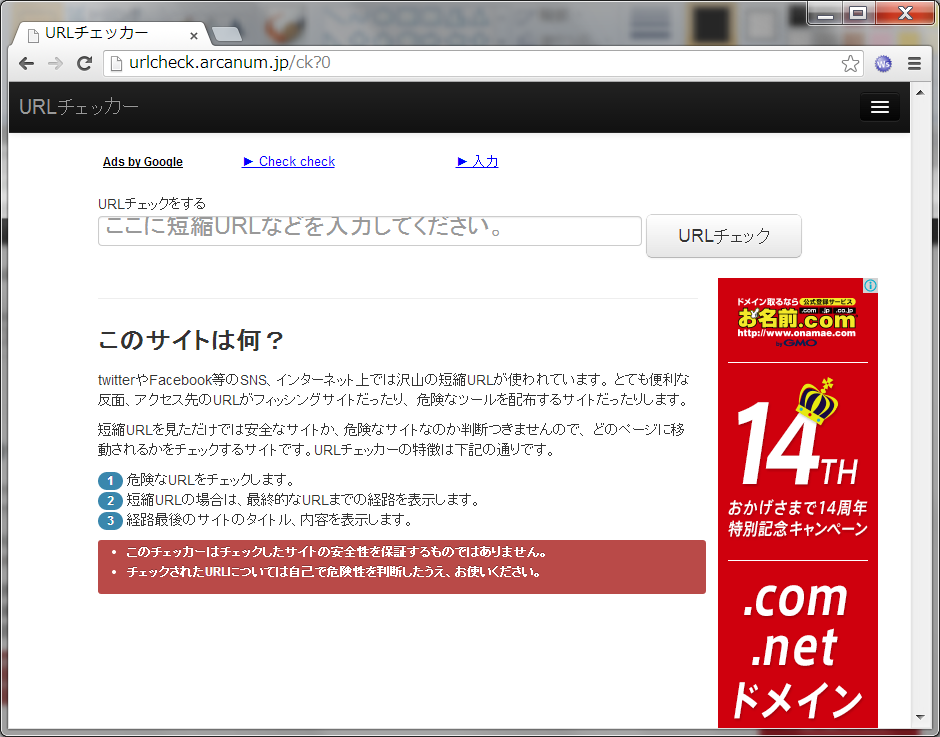 URLチェッカー
urlcheck.arcanum.jp/ck?0
Ws
URLチェッカー
Ads by Google
► Check check
► 入力
URLチェックをする
ここに短縮URLなどを入力してください。
URLチェック
このサイトは何？
twitterやFacebook等のSNS、インターネット上では沢山の短縮URLが使われています。とても便利な
反面、アクセス先のURLがフィッシングサイトだったり、危険なツールを配布するサイトだったりします。
短縮URLを見ただけでは安全なサイトか、危険なサイトなのか判断つきませんので、どのページに移
動されるかをチェックするサイトです。URLチェッカーの特徴は下記の通りです。
1 危険なURLをチェックします。
2 短縮URLの場合は、最終的なURLまでの経路を表示します。
3 経路最後のサイトのタイトル、内容を表示します。
• このチェッカーはチェックしたサイトの安全性を保証するものではありません。
• チェックされたURLについては自己で危険性を判断したうえ、お使いください。
ドメイン取るなら 公式登録サービス
.com .jp .co.jp
お名前.com
http://www.onamae.com
by GMO
14TH
おかげさまで14周年
特別記念キャンペーン
.com
.net
ドメイン